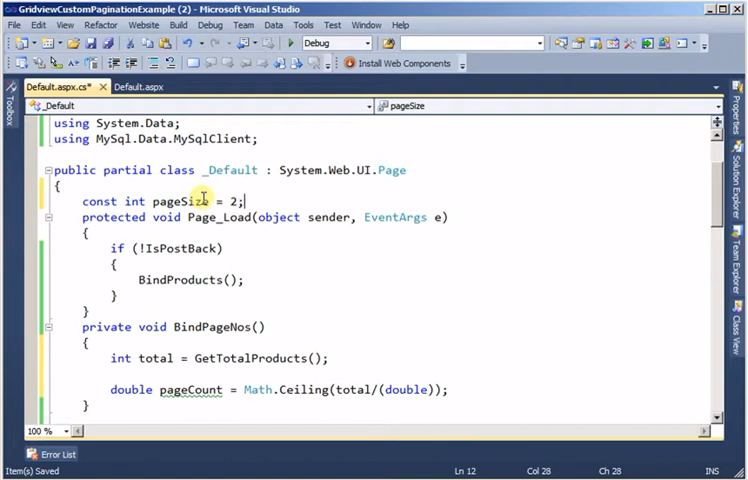 GridviewCustomPaginationExample (2) - Microsoft Visual Studio
File Edit View Refactor Website Build Debug Team Data Tools Test Window Help
Debug Install Web Components
Default.aspx.cs* Default.aspx
_Default pageSize
using System.Data;
using MySql.Data.MySqlClient;
public partial class _Default : System.Web.UI.Page
{
const int pageSize = 2;
protected void Page_Load(object sender, EventArgs e)
{
if (!IsPostBack)
{
BindProducts();
}
}
private void BindPageNos()
{
int total = GetTotalProducts();
double pageCount = Math.Ceiling(total/(double));
}
100 %
Error List
Item(s) Saved Ln 12 Col 28 Ch 28 INS
Toolbox
Properties
Team Explorer
Class View